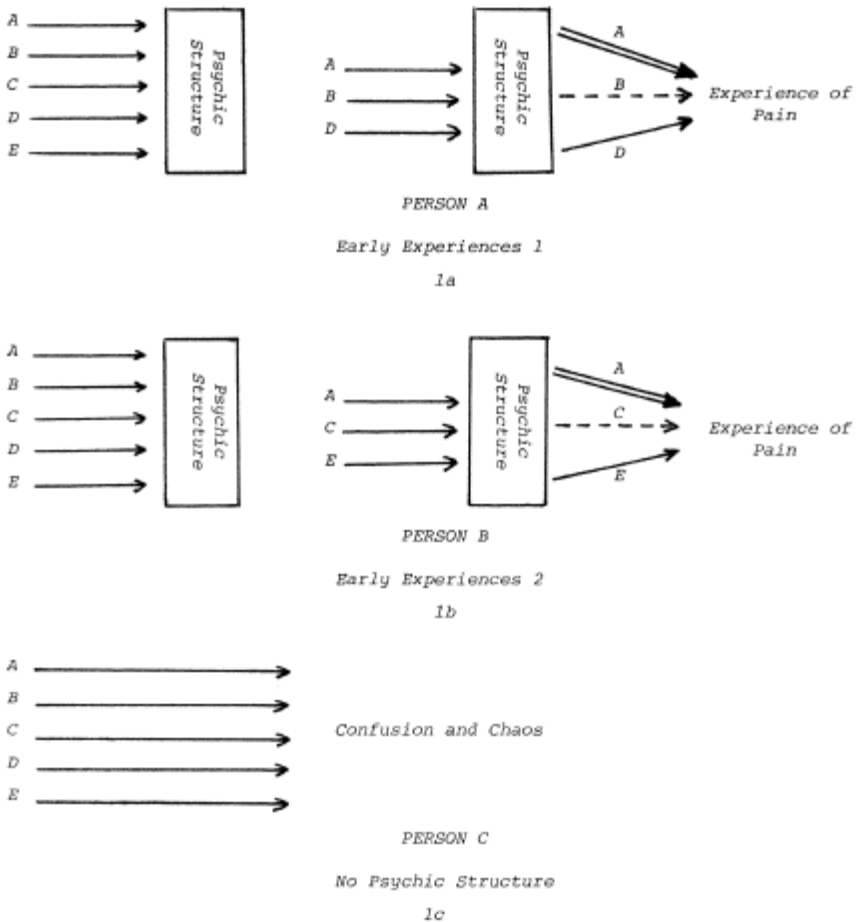 A
B
C
D
E
Psychic
Structure
A
B
D
Psychic
Structure
A
B
D
Experience of
Pain
PERSON A
Early Experiences 1
1a
A
B
C
D
E
Psychic
Structure
A
C
E
Psychic
Structure
A
C
E
Experience of
Pain
PERSON B
Early Experiences 2
1b
A
B
C
D
E
Confusion and Chaos
PERSON C
No Psychic Structure
1c